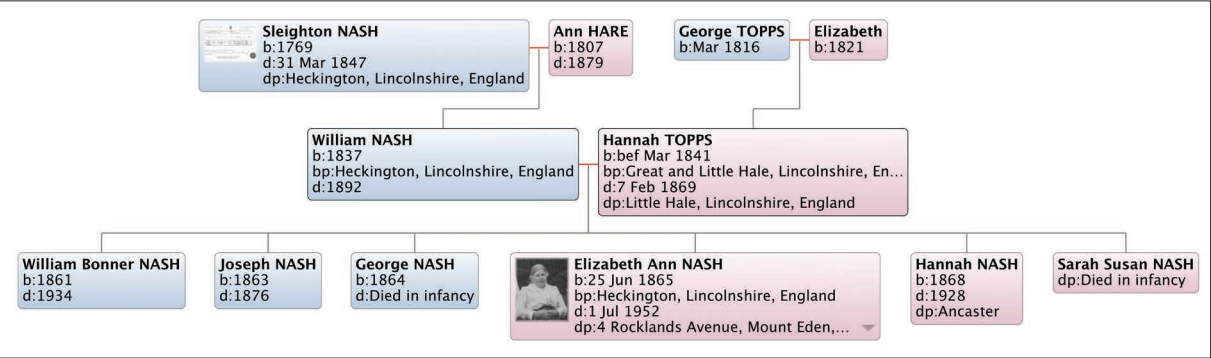 Sleighton NASH
b:1769
d:31 Mar 1847
dp:Heckington, Lincolnshire, England
Ann HARE
b:1807
d:1879
George TOPPS
b:Mar 1816
Elizabeth
b:1821
William NASH
b:1837
bp:Heckington, Lincolnshire, England
d:1892
Hannah TOPPS
b:bef Mar 1841
bp:Great and Little Hale, Lincolnshire, En...
d:7 Feb 1869
dp:Little Hale, Lincolnshire, England
William Bonner NASH
b:1861
d:1934
Joseph NASH
b:1863
d:1876
George NASH
b:1864
d:Died in infancy
Elizabeth Ann NASH
b:25 Jun 1865
bp:Heckington, Lincolnshire, England
d:1 Jul 1952
dp:4 Rocklands Avenue, Mount Eden,...
Hannah NASH
b:1868
d:1928
dp:Ancaster
Sarah Susan NASH
dp:Died in infancy